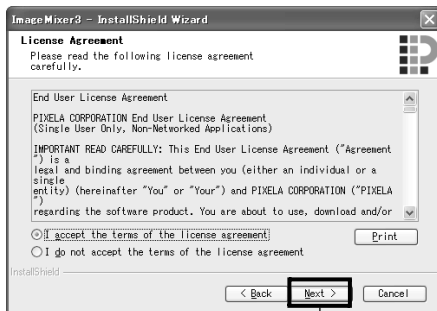 ImageMixer3 - InstallShield Wizard
License Agreement
Please read the following license agreement
carefully.
End User License Agreement
PIXELA CORPORATION End User License Agreement
(Single User Only, Non-Networked Applications)
IMPORTANT READ CAREFULLY: This End User License Agreement ("Agreement
") is a
legal and binding agreement between you (either an individual or a
single
entity) (hereinafter "You" or "Your") and PIXELA CORPORATION ("PIXELA
")
regarding the software product. You are about to use, download and/or
I accept the terms of the license agreement
Print
I do not accept the terms of the license agreement
InstallShield
< Back
Next >
Cancel